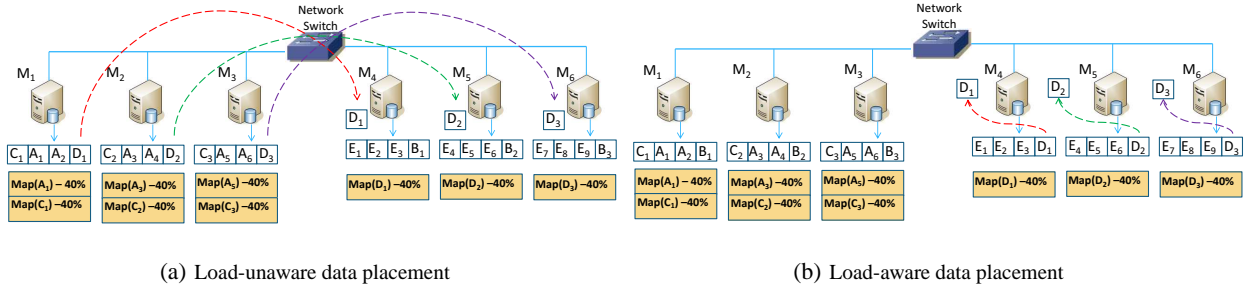 Network
Switch
M1
M2
M3
M4
M5
M6
D1
D2
D3
C1 A1 A2 D1
C2 A3 A4 D2
C3 A5 A6 D3
E1 E2 E3 B1
E4 E5 E6 B2
E7 E8 E9 B3
Map(A1) – 40%
Map(C1) –40%
Map(A3) –40%
Map(C2) –40%
Map(A5) –40%
Map(C3) –40%
Map(D1) –40%
Map(D2) –40%
Map(D3) –40%
(a) Load-unaware data placement
Network
Switch
M1
M2
M3
M4
M5
M6
D1
D2
D3
C1 A1 A2 B1
C2 A3 A4 B2
C3 A5 A6 B3
E1 E2 E3 D1
E4 E5 E6 D2
E7 E8 E9 D3
Map(A1) –40%
Map(C1) –40%
Map(A3) –40%
Map(C2) –40%
Map(A5) –40%
Map(C3) –40%
Map(D1) –40%
Map(D2) –40%
Map(D3) –40%
(b) Load-aware data placement